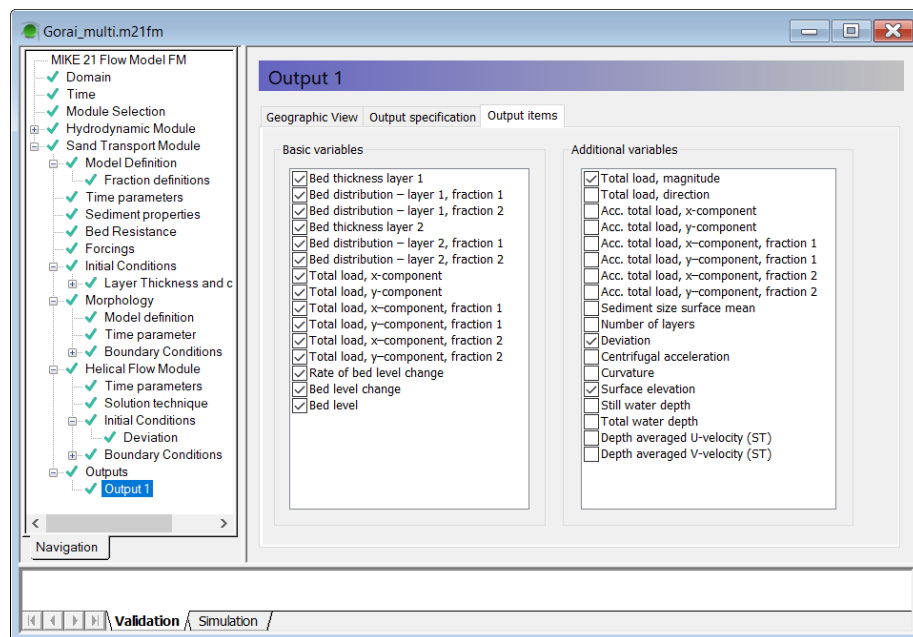 Gorai_multi.m21fm
MIKE 21 Flow Model FM
Domain
Time
Module Selection
Hydrodynamic Module
Sand Transport Module
Model Definition
Fraction definitions
Time parameters
Sediment properties
Bed Resistance
Forcings
Initial Conditions
Layer Thickness and c
Morphology
Model definition
Time parameter
Boundary Conditions
Helical Flow Module
Time parameters
Solution technique
Initial Conditions
Deviation
Boundary Conditions
Outputs
Output 1
Navigation
Output 1
Geographic View Output specification Output items
Basic variables
Bed thickness layer 1
Bed distribution – layer 1, fraction 1
Bed distribution – layer 1, fraction 2
Bed thickness layer 2
Bed distribution – layer 2, fraction 1
Bed distribution – layer 2, fraction 2
Total load, x-component
Total load, y-component
Total load, x–component, fraction 1
Total load, y–component, fraction 1
Total load, x–component, fraction 2
Total load, y–component, fraction 2
Rate of bed level change
Bed level change
Bed level
Additional variables
Total load, magnitude
Total load, direction
Acc. total load, x-component
Acc. total load, y-component
Acc. total load, x–component, fraction 1
Acc. total load, y–component, fraction 1
Acc. total load, x–component, fraction 2
Acc. total load, y–component, fraction 2
Sediment size surface mean
Number of layers
Deviation
Centrifugal acceleration
Curvature
Surface elevation
Still water depth
Total water depth
Depth averaged U-velocity (ST)
Depth averaged V-velocity (ST)
Validation Simulation